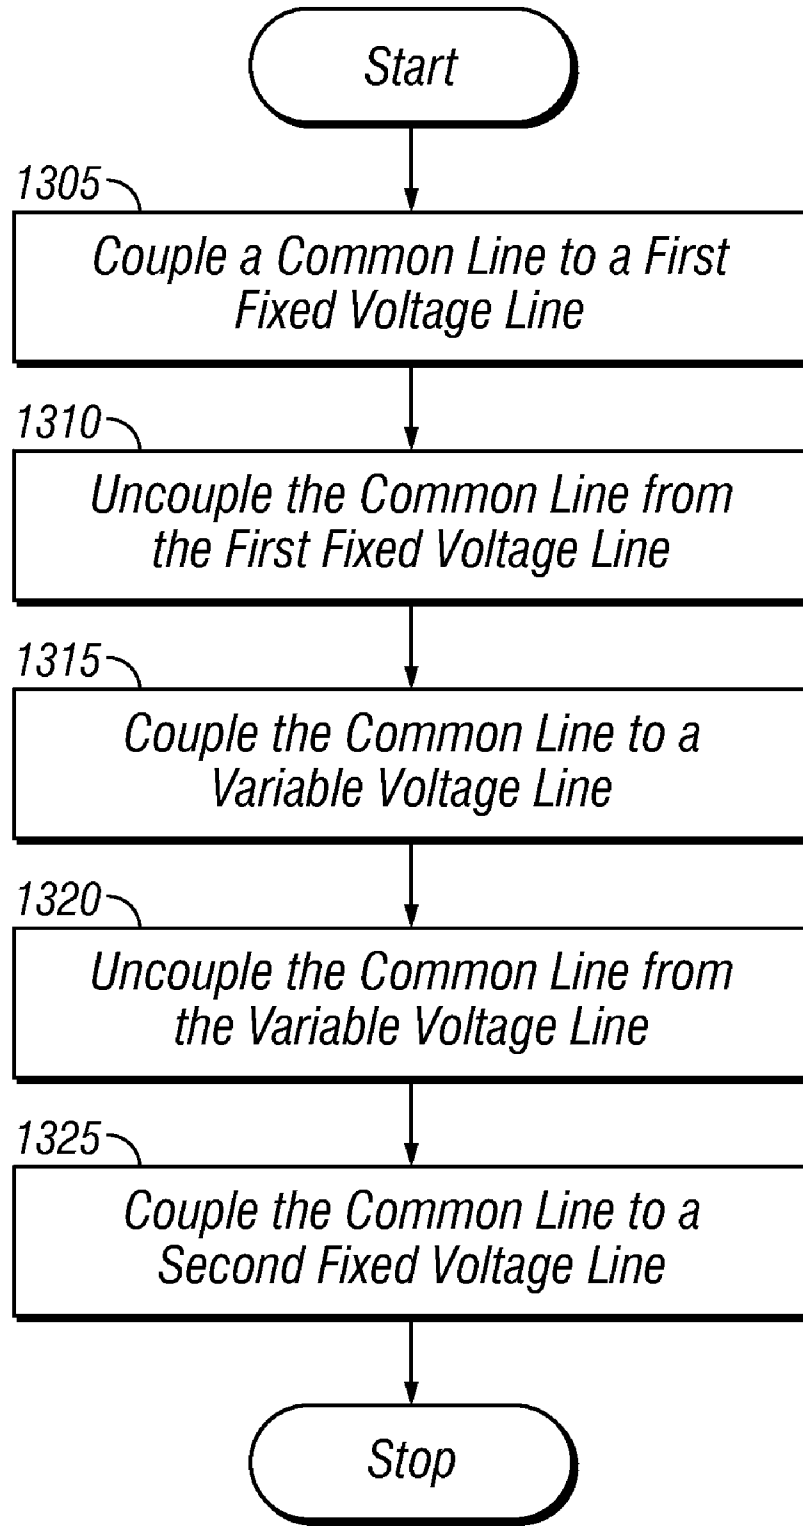 Start
1305
Couple a Common Line to a First
Fixed Voltage Line
1310
Uncouple the Common Line from
the First Fixed Voltage Line
1315
Couple the Common Line to a
Variable Voltage Line
1320
Uncouple the Common Line from
the Variable Voltage Line
1325
Couple the Common Line to a
Second Fixed Voltage Line
Stop